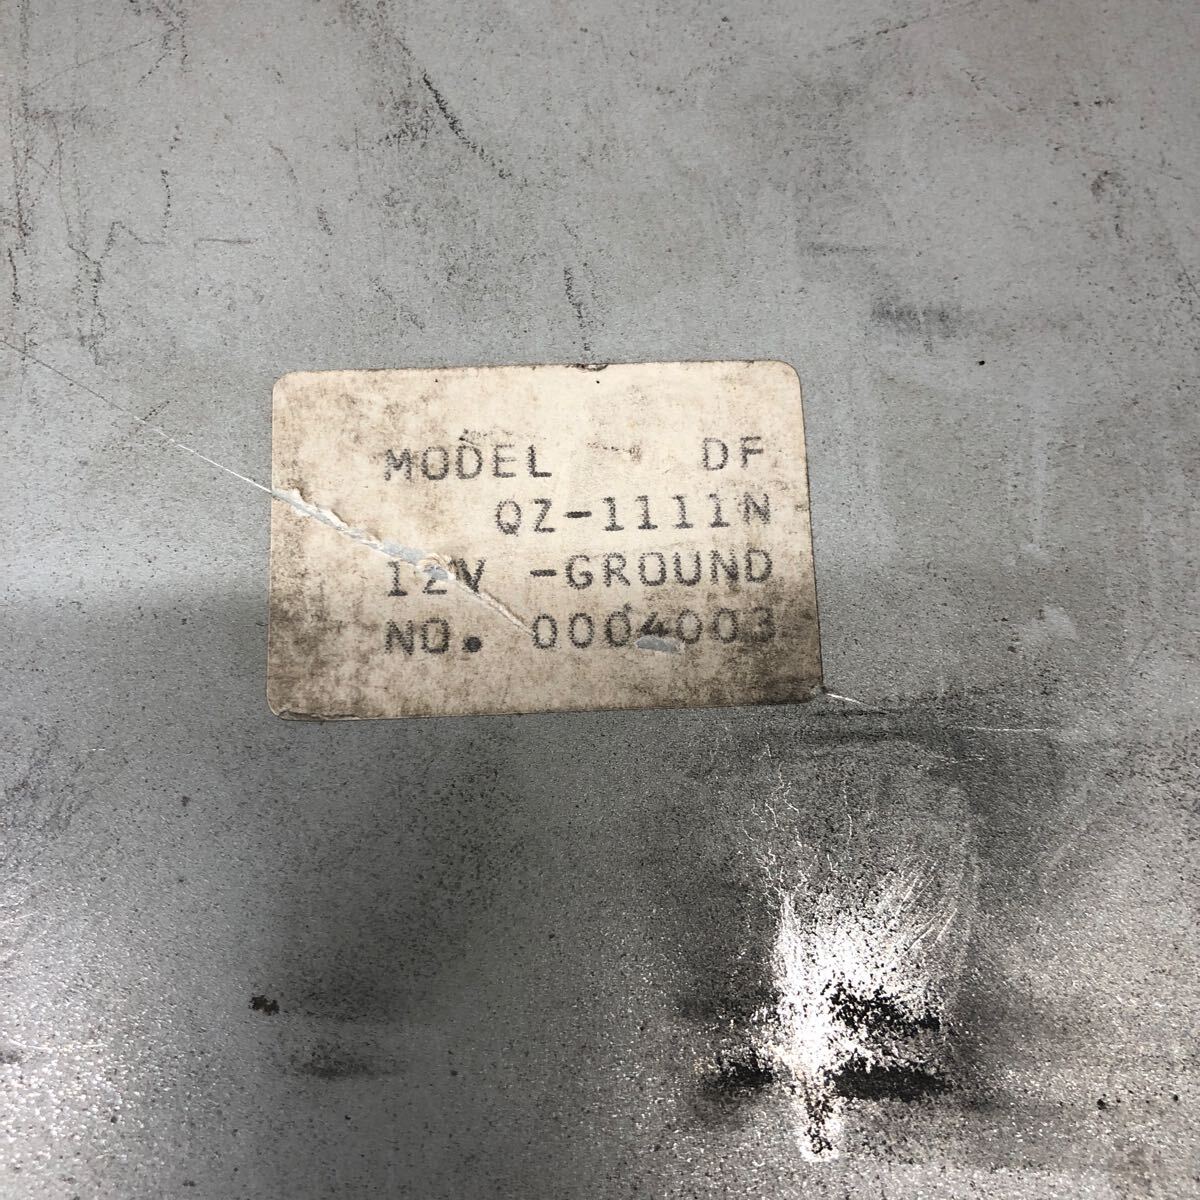 MODEL DF
QZ-1111N
12V -GROUND
NO. 0004003